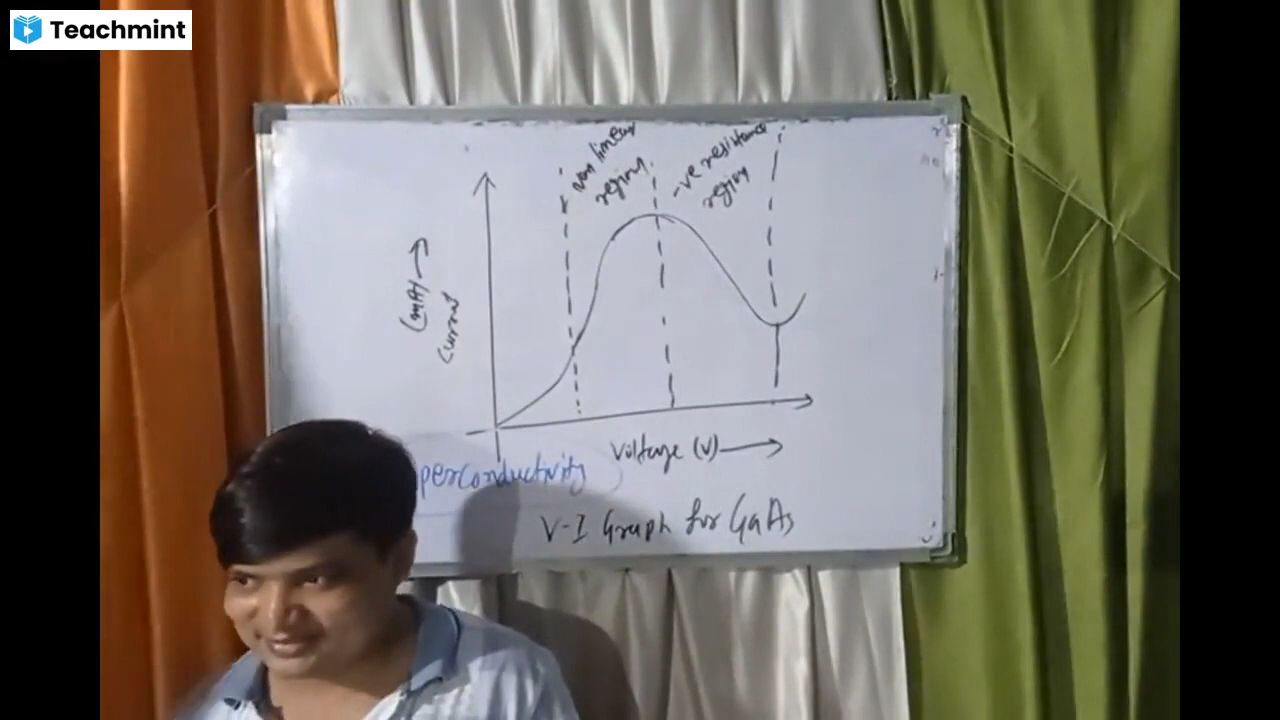 Teachmint
non linear
region
-ve resistance
region
(mA)
Current
Voltage (V)
perconductivity
V-I Graph for GaAs